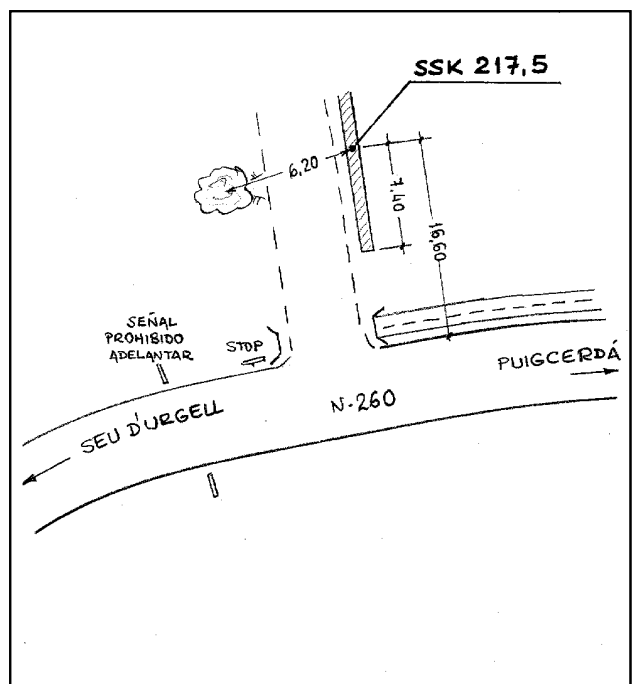 SSK 217,5
6,20
7.40
16,60
SEÑAL
PROHIBIDO
ADELANTAR
STOP
PUIGCERDÁ
N-260
SEU D'URGELL